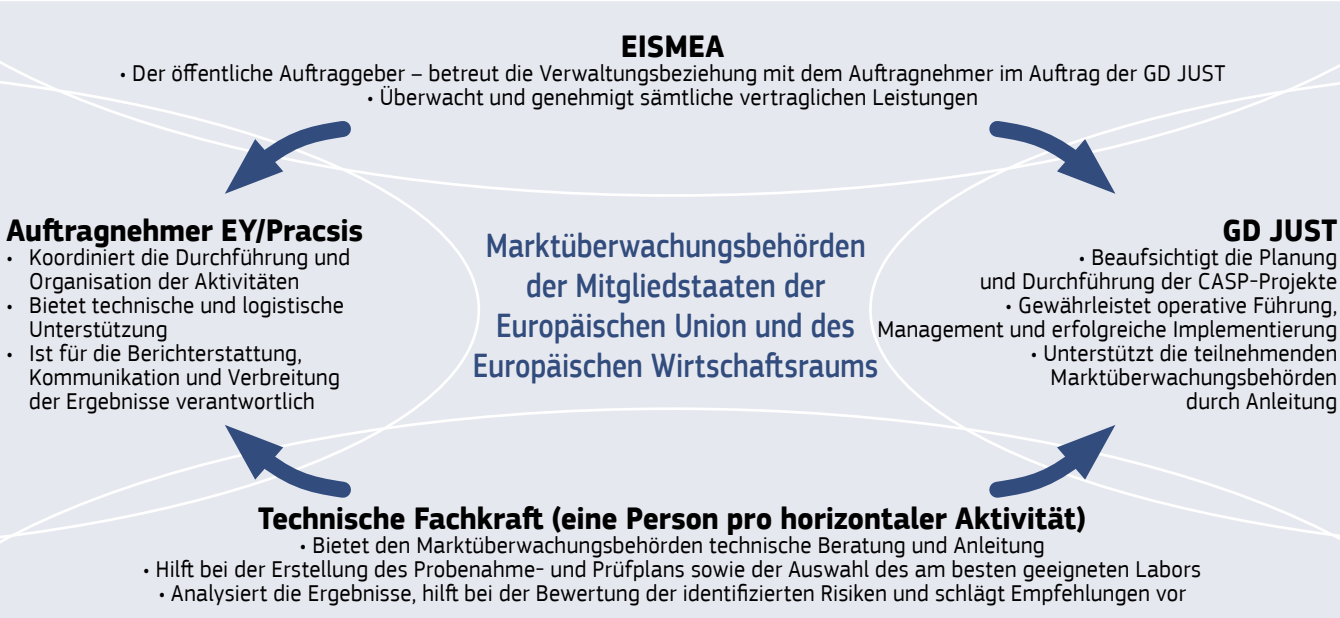 EISMEA
• Der öffentliche Auftraggeber – betreut die Verwaltungsbeziehung mit dem Auftragnehmer im Auftrag der GD JUST
• Überwacht und genehmigt sämtliche vertraglichen Leistungen
Auftragnehmer EY/Pracsis
• Koordiniert die Durchführung und
Organisation der Aktivitäten
• Bietet technische und logistische
Unterstützung
• Ist für die Berichterstattung,
Kommunikation und Verbreitung
der Ergebnisse verantwortlich
Marktüberwachungsbehörden
der Mitgliedstaaten der
Europäischen Union und des
Europäischen Wirtschaftsraums
GD JUST
• Beaufsichtigt die Planung
und Durchführung der CASP-Projekte
• Gewährleistet operative Führung,
Management und erfolgreiche Implementierung
• Unterstützt die teilnehmenden
Marktüberwachungsbehörden
durch Anleitung
Technische Fachkraft (eine Person pro horizontaler Aktivität)
• Bietet den Marktüberwachungsbehörden technische Beratung und Anleitung
• Hilft bei der Erstellung des Probenahme- und Prüfplans sowie der Auswahl des am besten geeigneten Labors
• Analysiert die Ergebnisse, hilft bei der Bewertung der identifizierten Risiken und schlägt Empfehlungen vor